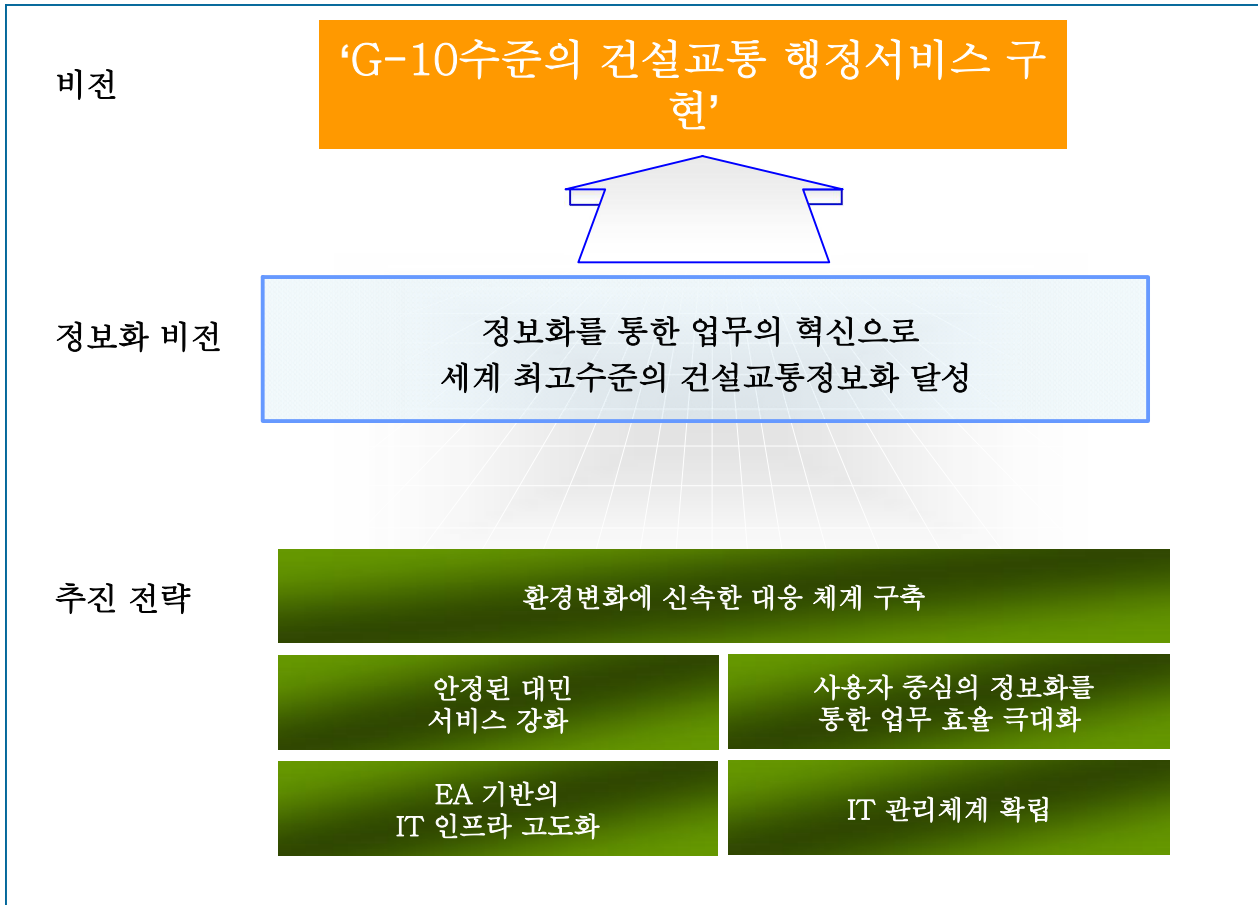 비전
‘G-10수준의 건설교통 행정서비스 구
현’
정보화 비전
정보화를 통한 업무의 혁신으로
세계 최고수준의 건설교통정보화 달성
추진 전략
환경변화에 신속한 대응 체계 구축
안정된 대민
서비스 강화
사용자 중심의 정보화를
통한 업무 효율 극대화
EA 기반의
IT 인프라 고도화
IT 관리체계 확립